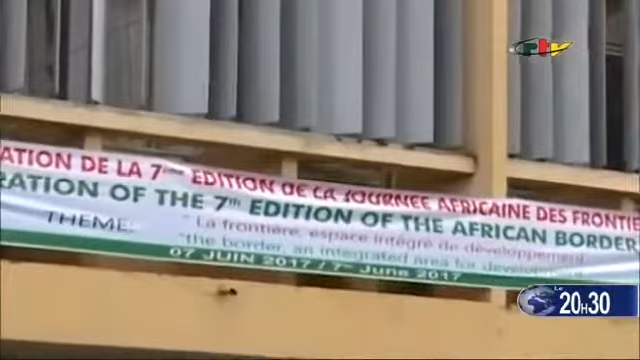 crtv
ATION DE LA 7ème EDITION DE LA JOURNEE AFRICAINE DES FRONTIE
RATION OF THE 7th EDITION OF THE AFRICAN BORDER
THEME: "La frontière, espace intégré de développement
"the border, an integrated area for development
07 JUIN 2017 / 7th June 2017
Le 20H30